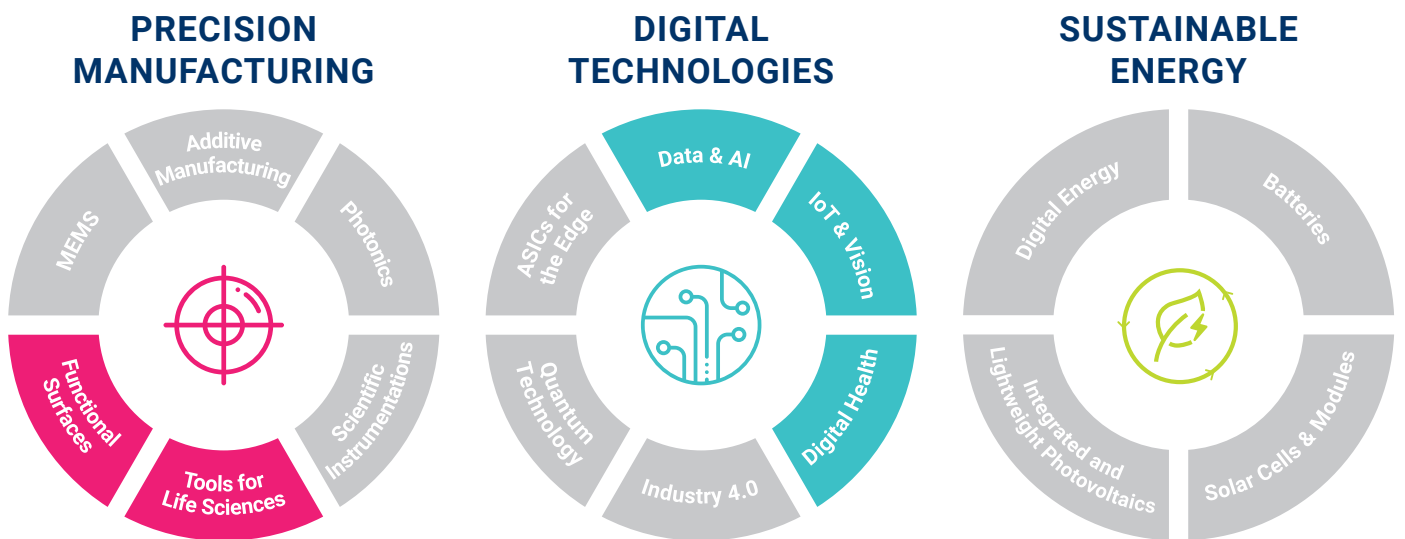 PRECISION
MANUFACTURING
Additive
Manufacturing
Photonics
Scientific
Instrumentations
Tools for
Life Sciences
Functional
Surfaces
MEMS
DIGITAL
TECHNOLOGIES
Data & AI
IoT & Vision
Digital Health
Industry 4.0
Quantum
Technology
ASICs for
the Edge
SUSTAINABLE
ENERGY
Digital Energy
Batteries
Solar Cells & Modules
Integrated and
Lightweight Photovoltaics